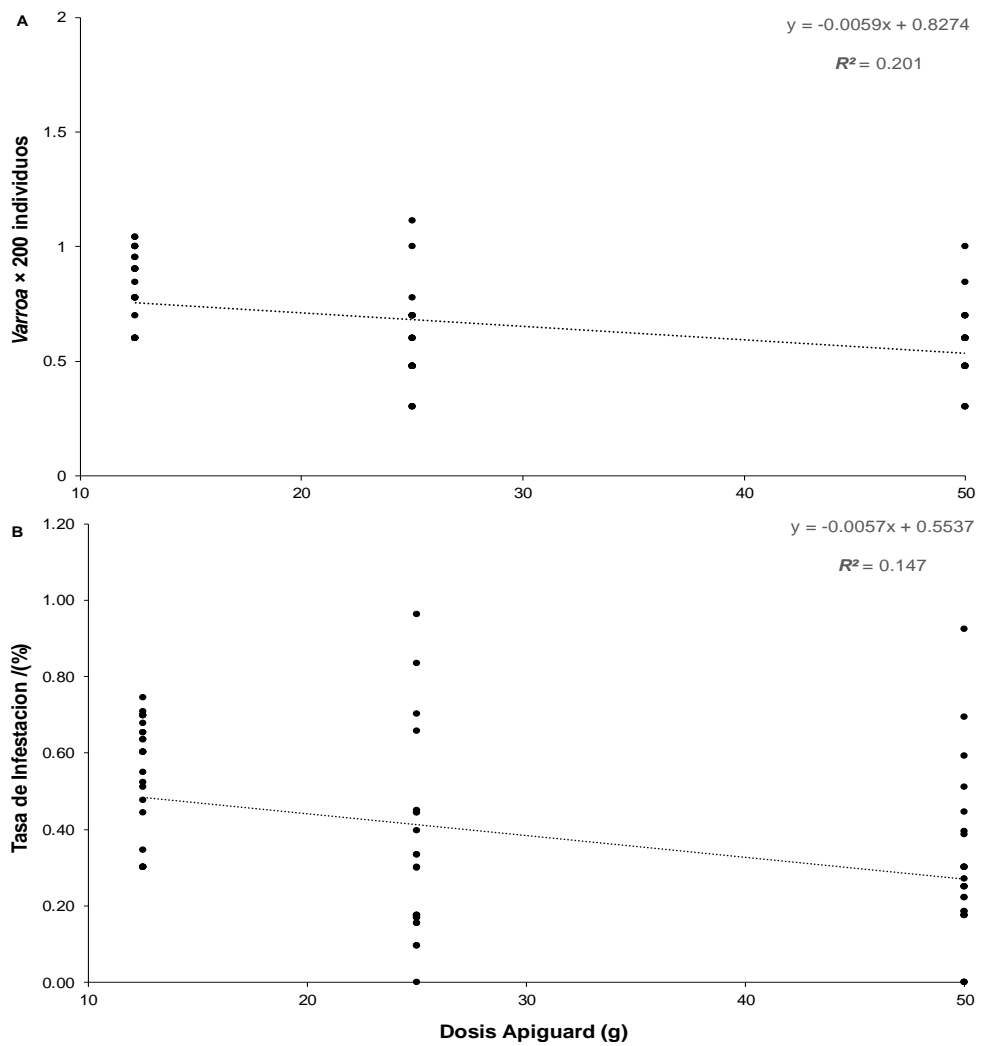 A
y = -0.0059x + 0.8274
R² = 0.201
2
1.5
1
0.5
0
Varroa × 200 individuos
10 20 30 40 50
B
y = -0.0057x + 0.5537
R² = 0.147
1.20
1.00
0.80
0.60
0.40
0.20
0.00
Tasa de Infestacion /(%)
10 20 30 40 50
Dosis Apiguard (g)